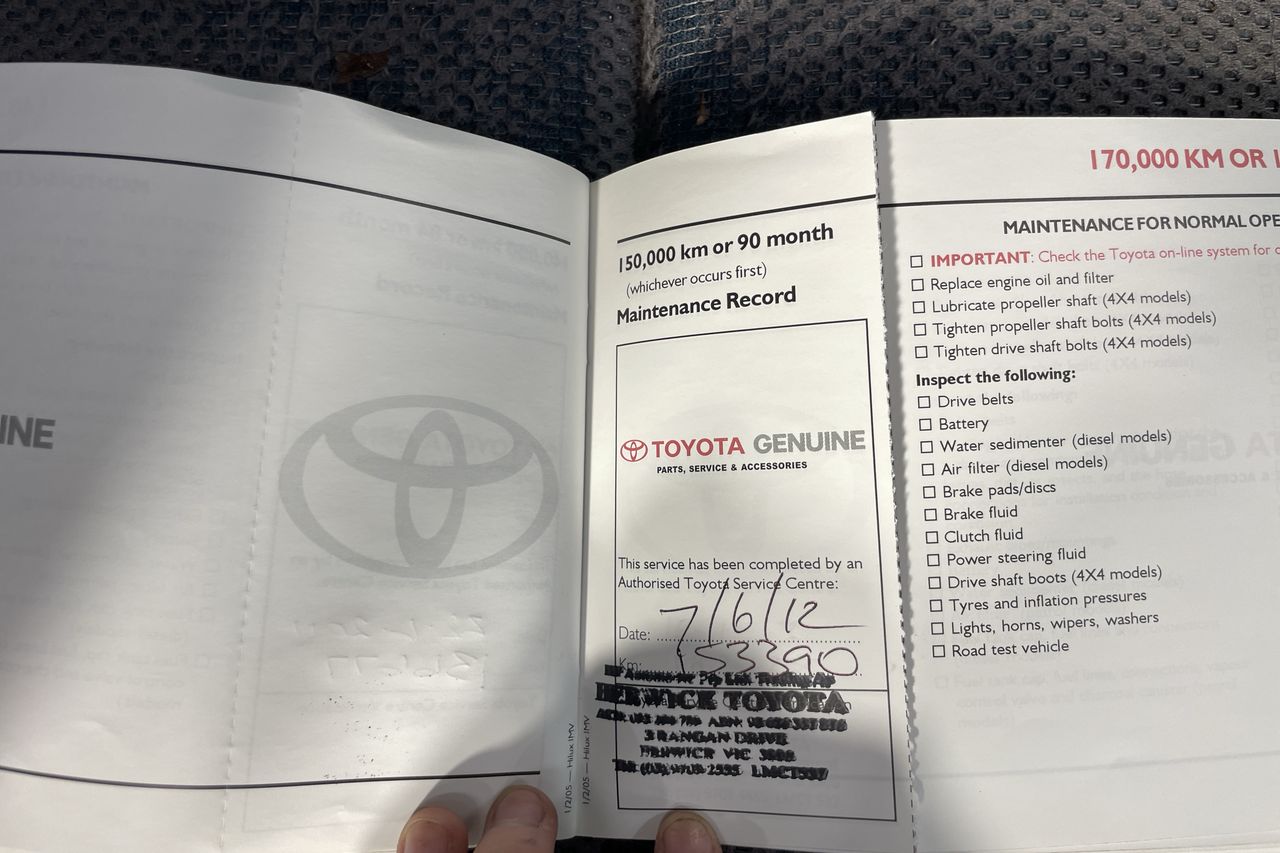 INE
1/2/05 — Hilux IMV
1/2/05 — Hilux IMV
150,000 km or 90 month
(whichever occurs first)
Maintenance Record
TOYOTA GENUINE
PARTS, SERVICE & ACCESSORIES
This service has been completed by an
Authorised Toyota Service Centre:
Date: 7/6/12
Km: 153390
BERWICK TOYOTA
3 RANGAN DRIVE
BERWICK VIC 3806
LMCT
170,000 KM OR 1
MAINTENANCE FOR NORMAL OPE
IMPORTANT: Check the Toyota on-line system for
Replace engine oil and filter
Lubricate propeller shaft (4X4 models)
Tighten propeller shaft bolts (4X4 models)
Tighten drive shaft bolts (4X4 models)
Inspect the following:
Drive belts
Battery
Water sedimenter (diesel models)
Air filter (diesel models)
Brake pads/discs
Brake fluid
Clutch fluid
Power steering fluid
Drive shaft boots (4X4 models)
Tyres and inflation pressures
Lights, horns, wipers, washers
Road test vehicle